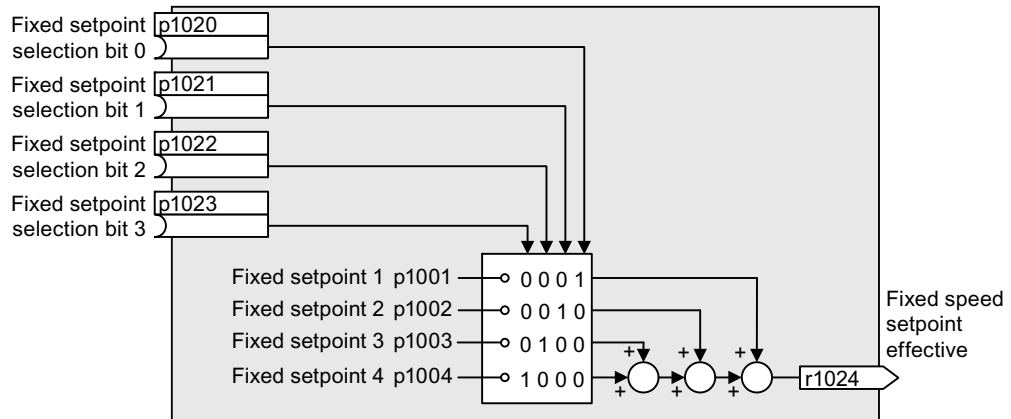 Fixed setpoint
selection bit 0
p1020
Fixed setpoint
selection bit 1
p1021
Fixed setpoint
selection bit 2
p1022
Fixed setpoint
selection bit 3
p1023
Fixed setpoint 1 p1001
0 0 0 1
Fixed setpoint 2 p1002
0 0 1 0
Fixed setpoint 3 p1003
0 1 0 0
Fixed setpoint 4 p1004
1 0 0 0
+ + +
+ + +
Fixed speed
setpoint
effective
r1024